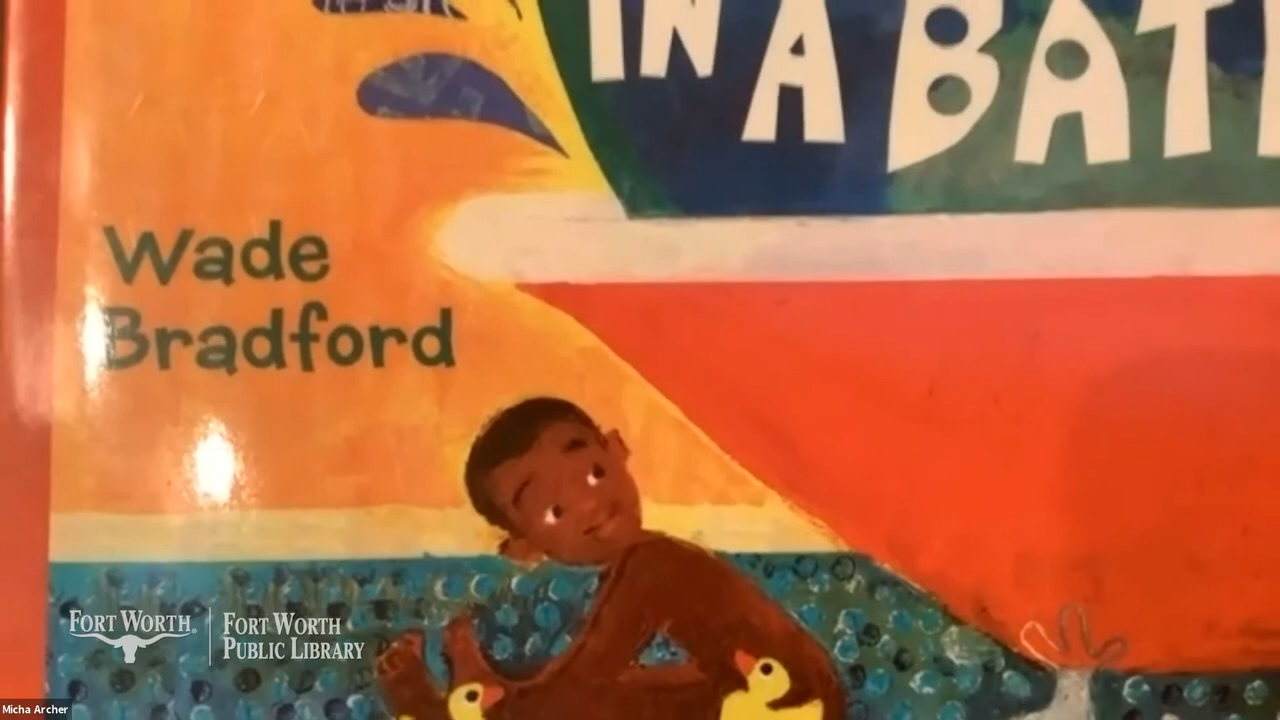 IN A BAT
Wade
Bradford
FORT WORTH
FORT WORTH
PUBLIC LIBRARY
Micha Archer